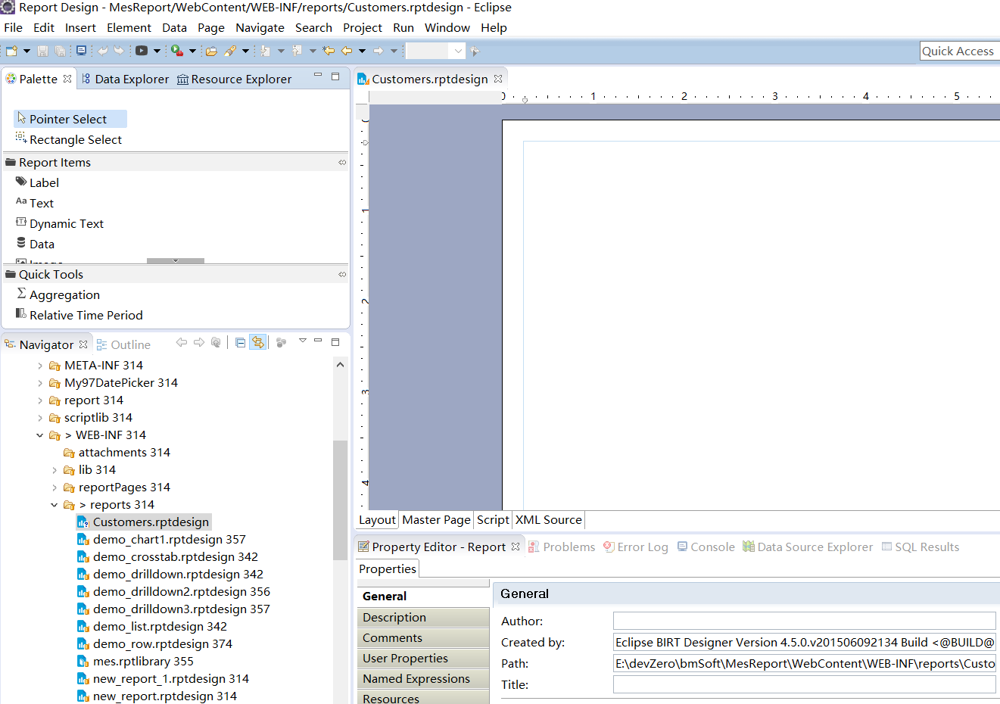 Report Design - MesReport/WebContent/WEB-INF/reports/Customers.rptdesign - Eclipse
File Edit Insert Element Data Page Navigate Search Project Run Window Help
Quick Access
Palette Data Explorer Resource Explorer
Pointer Select
Rectangle Select
Report Items
Label
Aa Text
Dynamic Text
Data
Quick Tools
Σ Aggregation
Relative Time Period
Navigator Outline
META-INF 314
My97DatePicker 314
report 314
scriptlib 314
> WEB-INF 314
attachments 314
lib 314
reportPages 314
> reports 314
Customers.rptdesign
demo_chart1.rptdesign 357
demo_crosstab.rptdesign 342
demo_drilldown.rptdesign 342
demo_drilldown2.rptdesign 356
demo_drilldown3.rptdesign 357
demo_list.rptdesign 342
demo_row.rptdesign 374
mes.rptlibrary 355
new_report_1.rptdesign 314
new_report.rptdesign 314
Customers.rptdesign
0 1 2 3 4 5
1
2
3
4
Layout Master Page Script XML Source
Property Editor - Report Problems Error Log Console Data Source Explorer SQL Results
Properties
General
Description
Comments
User Properties
Named Expressions
Resources
General
Author:
Created by: Eclipse BIRT Designer Version 4.5.0.v201506092134 Build <@BUILD@
Path: E:\devZero\bmSoft\MesReport\WebContent\WEB-INF\reports\Custo
Title: